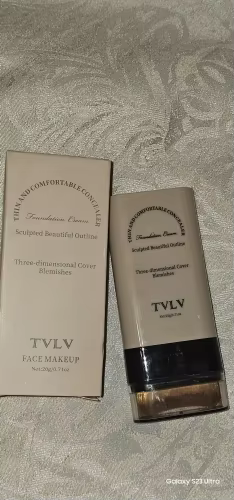 THIN AND COMFORTABLE CONCEALER
Foundation Cream
Sculpted Beautiful Outline
Three-dimensional Cover
Blemishes
TVLV
FACE MAKEUP
THIN AND COMFORTABLE CONCEALER
Foundation Cream
Sculpted Beautiful Outline
Three-dimensional Cover
Blemishes
TVLV
Galaxy S23 Ultra